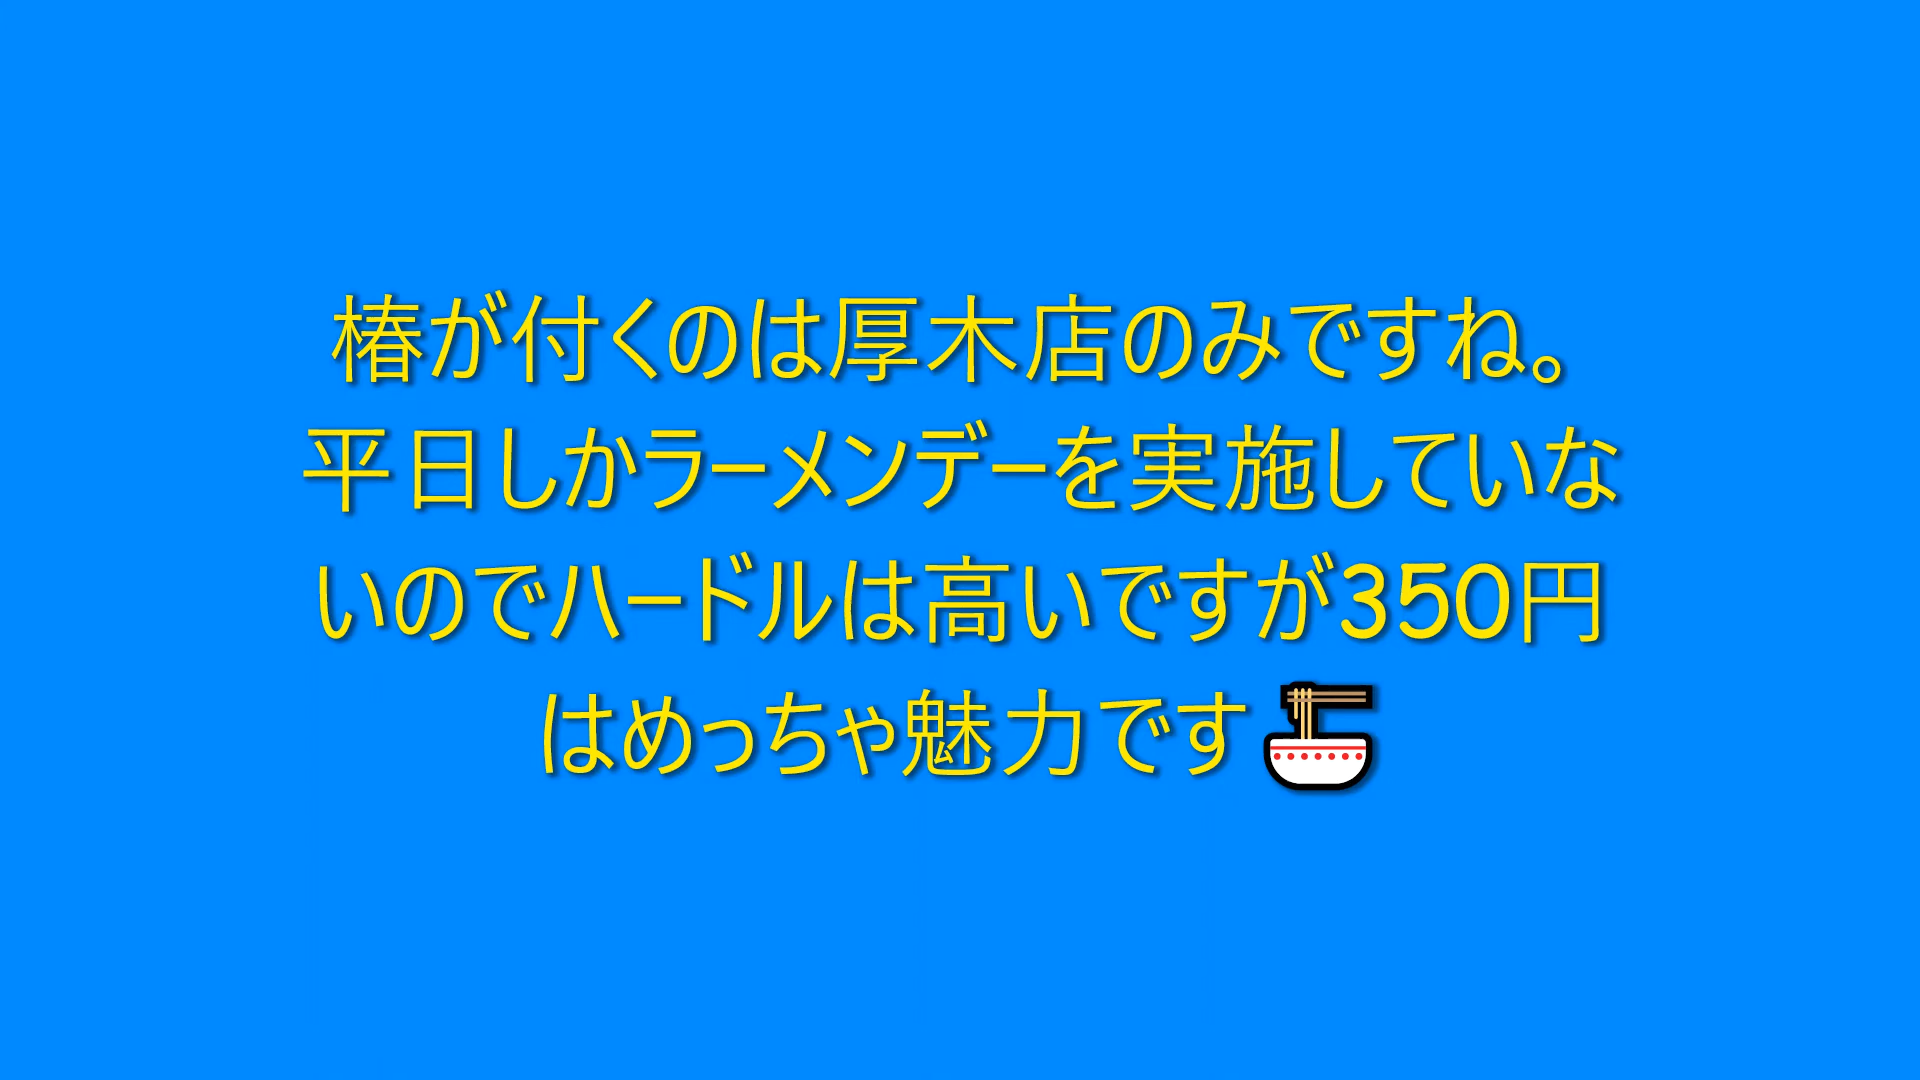 椿が付くのは厚木店のみですね。
平日しかラーメンデーを実施していな
いのでハードルは高いですが350円
はめっちゃ魅力です🍜